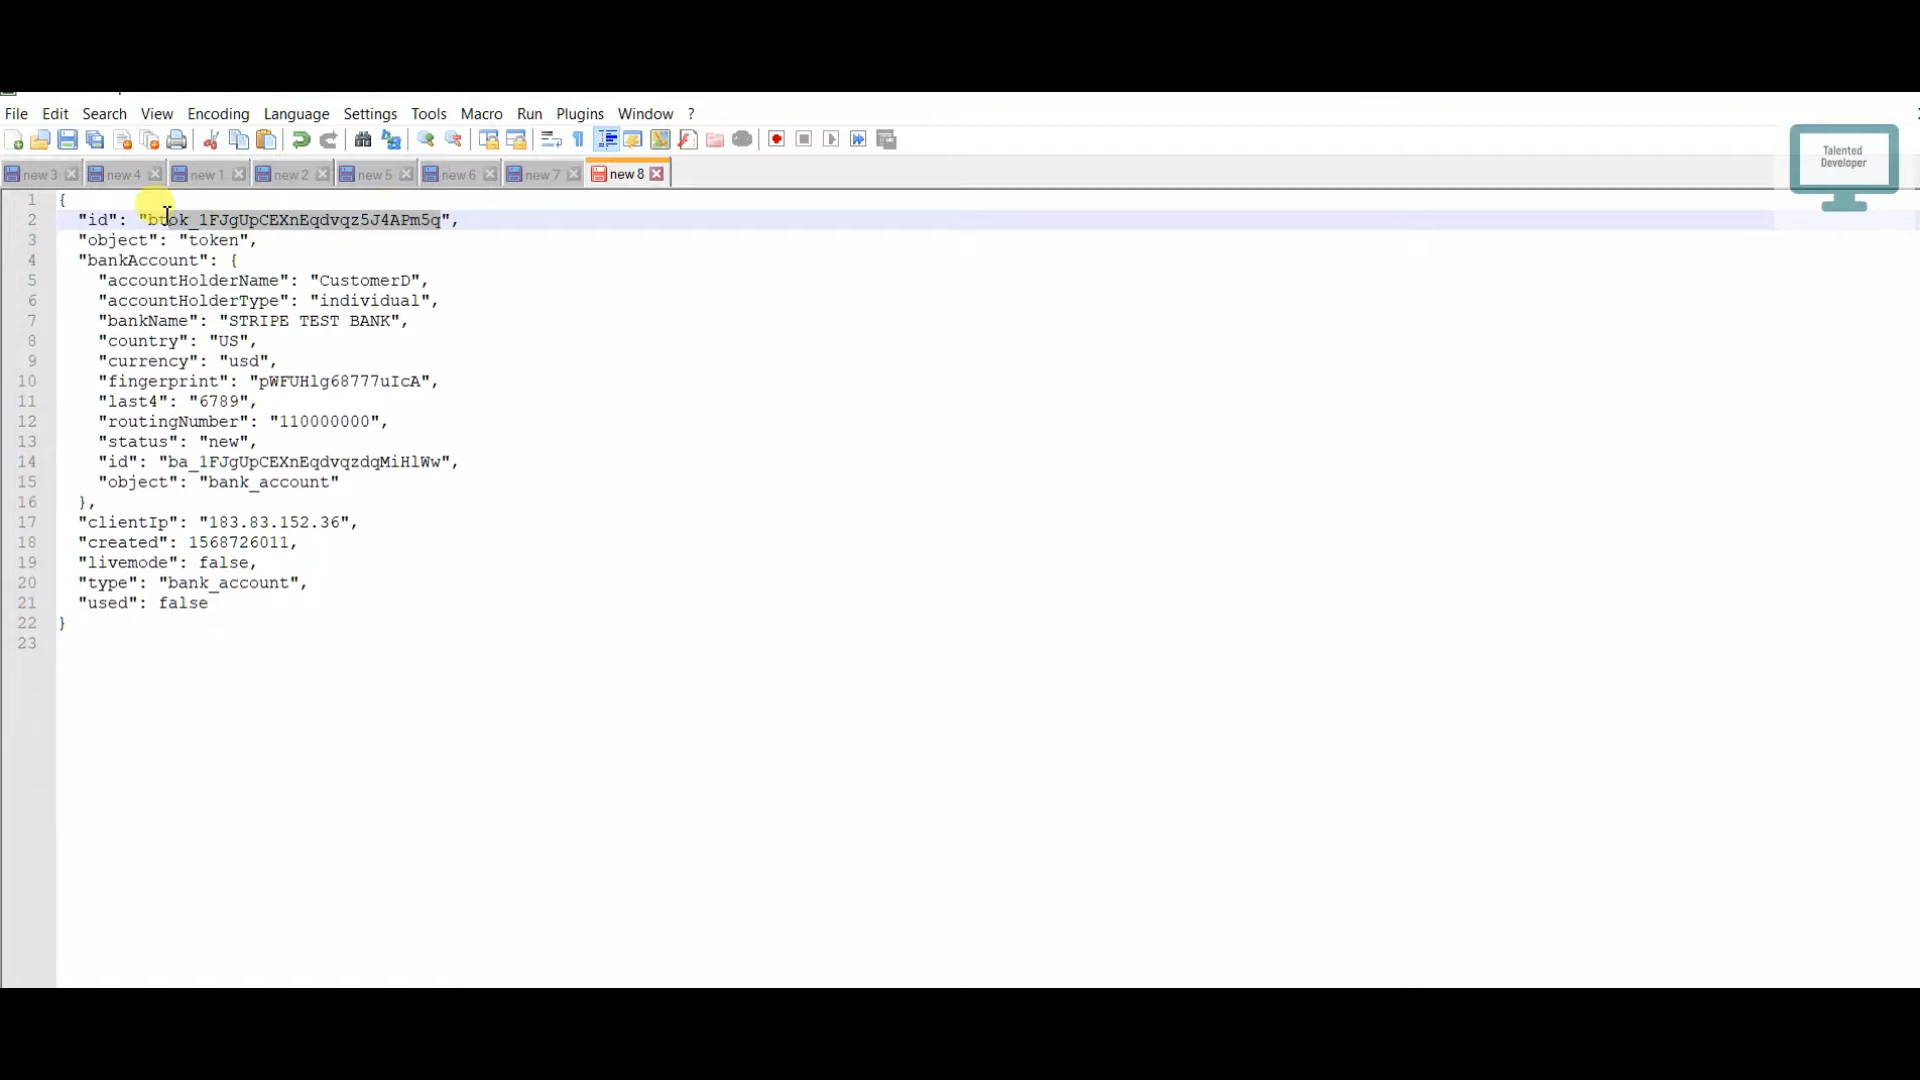 File Edit Search View Encoding Language Settings Tools Macro Run Plugins Window ?
new 3 new 4 new 1 new 2 new 5 new 6 new 7 new 8
Talented
Developer
1 {
2 "id": "btok_1FJgUpCEXnEqdvqz5J4APm5q",
3 "object": "token",
4 "bankAccount": {
5 "accountHolderName": "CustomerD",
6 "accountHolderType": "individual",
7 "bankName": "STRIPE TEST BANK",
8 "country": "US",
9 "currency": "usd",
10 "fingerprint": "pWFUHlg68777uIcA",
11 "last4": "6789",
12 "routingNumber": "110000000",
13 "status": "new",
14 "id": "ba_1FJgUpCEXnEqdvqzdqMiHlWw",
15 "object": "bank_account"
16 },
17 "clientIp": "183.83.152.36",
18 "created": 1568726011,
19 "livemode": false,
20 "type": "bank_account",
21 "used": false
22 }
23